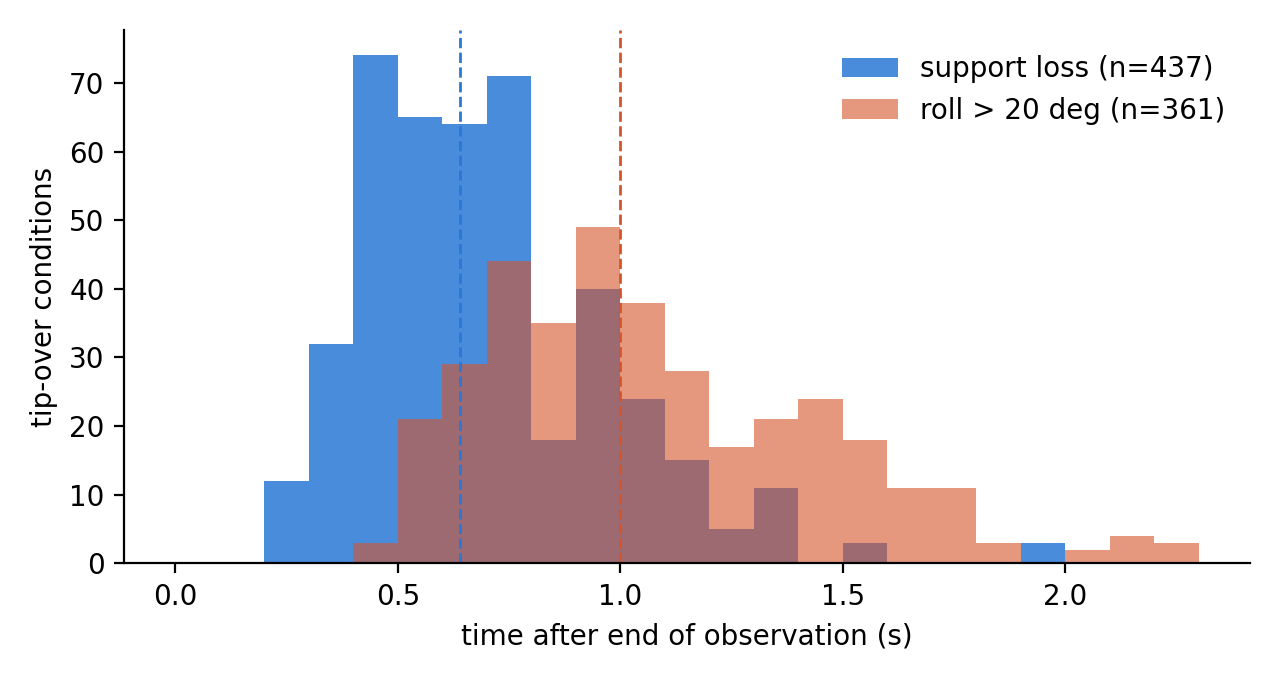 support loss (n=437)
roll > 20 deg (n=361)
tip-over conditions
70
60
50
40
30
20
10
0
0.0 0.5 1.0 1.5 2.0
time after end of observation (s)